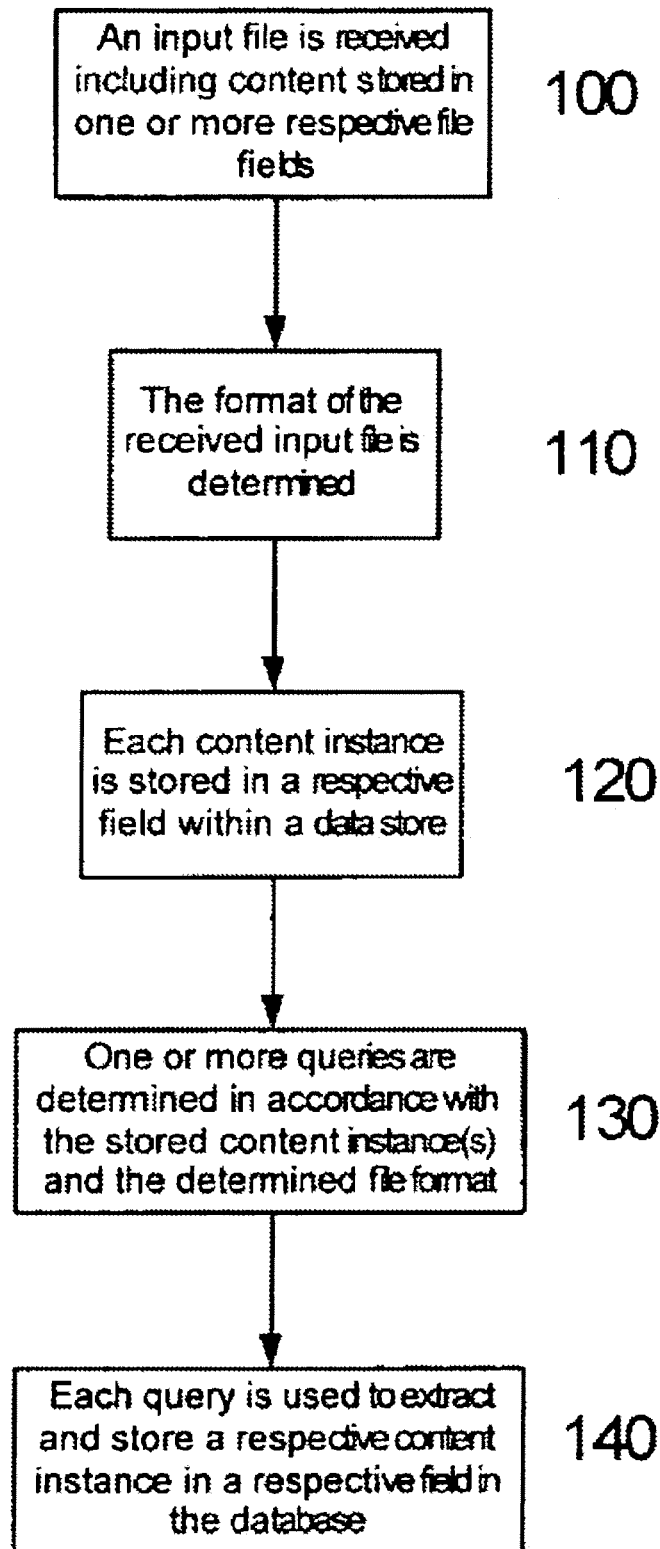 An input file is received
including content stored in
one or more respective file
fields
100
The format of the
received input file is
determined
110
Each content instance
is stored in a respective
field within a data store
120
One or more queries are
determined in accordance with
the stored content instance(s)
and the determined file format
130
Each query is used to extract
and store a respective content
instance in a respective field in
the database
140